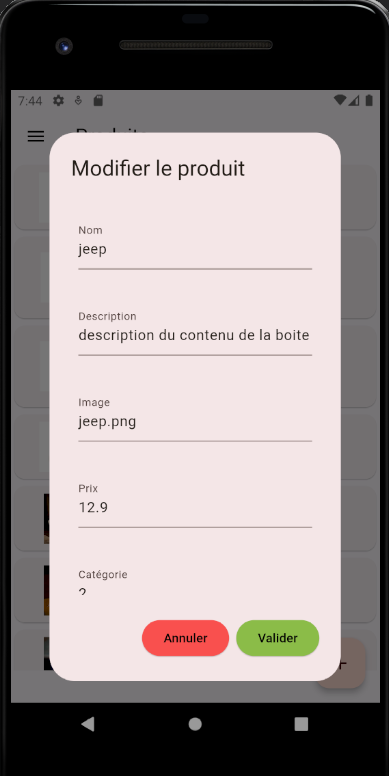 7:44
Produits
Modifier le produit
Nom
jeep
Description
description du contenu de la boite
Image
jeep.png
Prix
12.9
Catégorie
2
Annuler
Valider